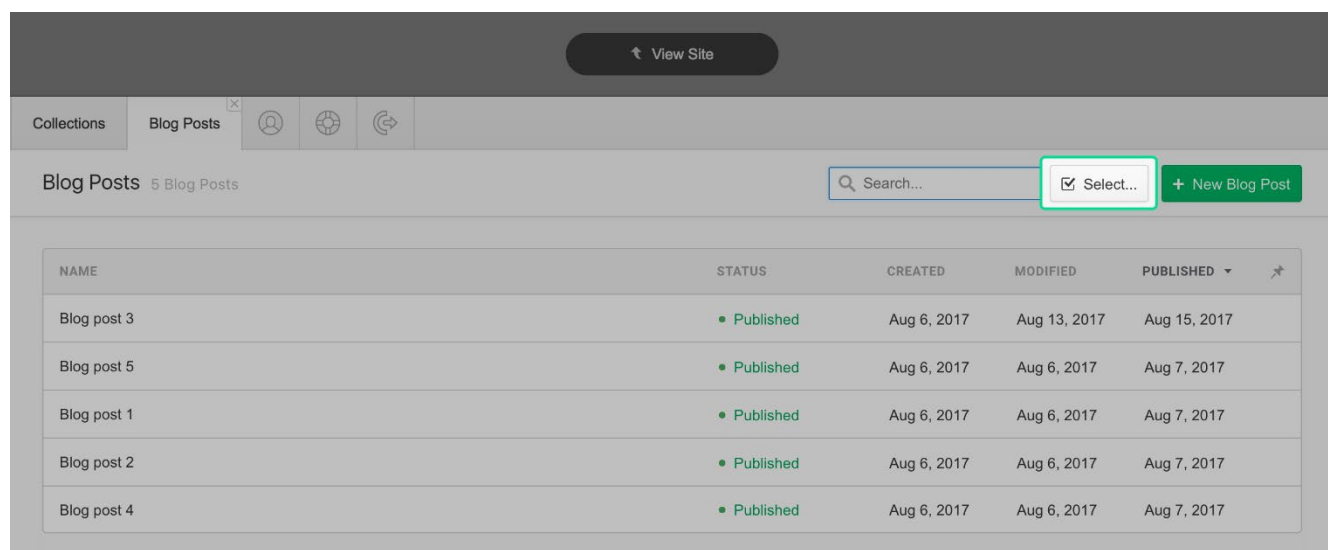 View Site
Collections Blog Posts
Blog Posts 5 Blog Posts Search... Select... + New Blog Post
NAME STATUS CREATED MODIFIED PUBLISHED
Blog post 3 Published Aug 6, 2017 Aug 13, 2017 Aug 15, 2017
Blog post 5 Published Aug 6, 2017 Aug 6, 2017 Aug 7, 2017
Blog post 1 Published Aug 6, 2017 Aug 6, 2017 Aug 7, 2017
Blog post 2 Published Aug 6, 2017 Aug 6, 2017 Aug 7, 2017
Blog post 4 Published Aug 6, 2017 Aug 6, 2017 Aug 7, 2017